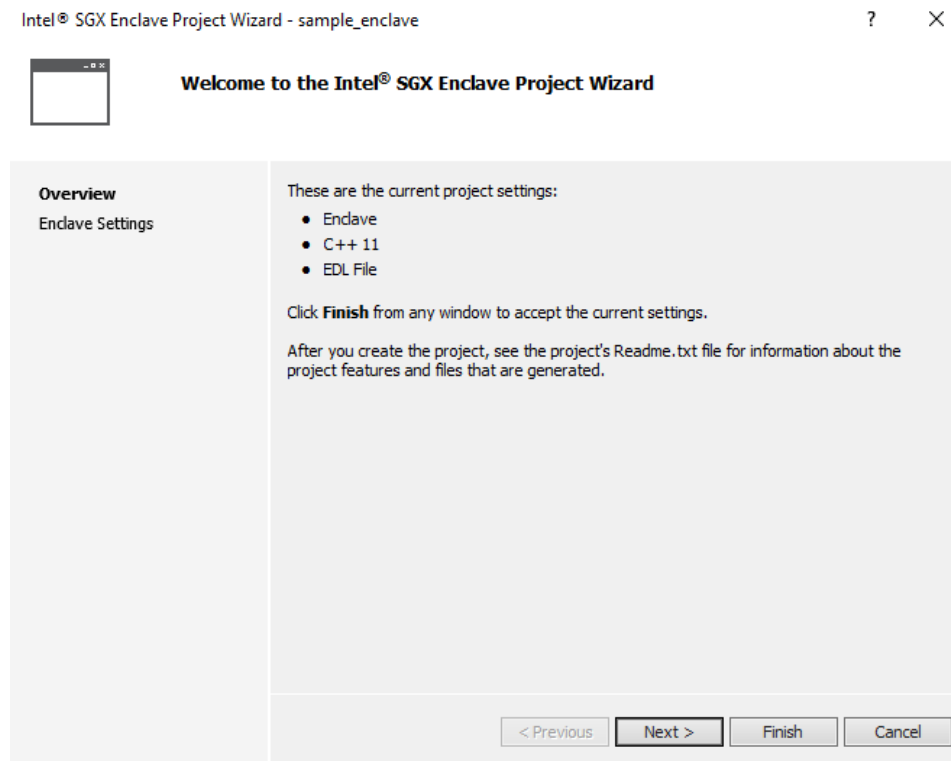 Intel® SGX Enclave Project Wizard - sample_enclave
?
Welcome to the Intel® SGX Enclave Project Wizard
Overview
Enclave Settings
These are the current project settings:
● Enclave
● C++ 11
● EDL File
Click Finish from any window to accept the current settings.
After you create the project, see the project's Readme.txt file for information about the
project features and files that are generated.
< Previous
Next >
Finish
Cancel